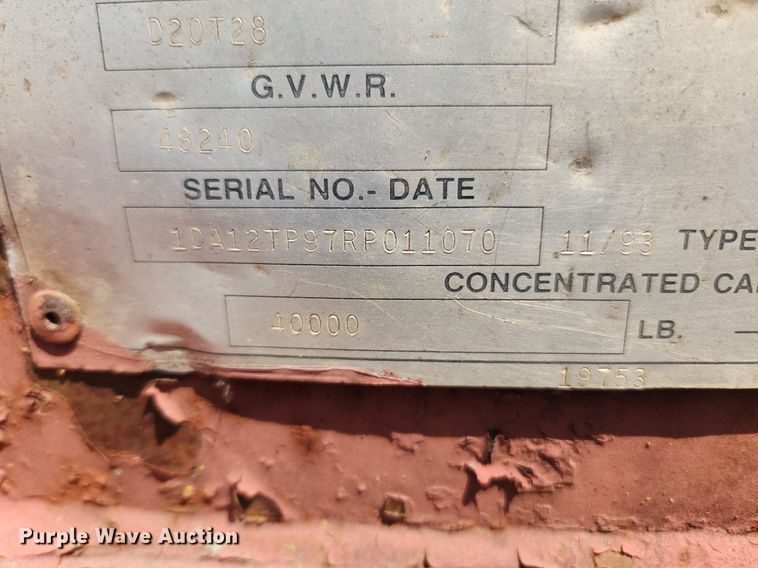 D20T28
G.V.W.R.
48240
SERIAL NO.- DATE
1DA12TP97RP011070 11/93 TYPE
CONCENTRATED CA
40000 LB.
19753
Purple Wave Auction